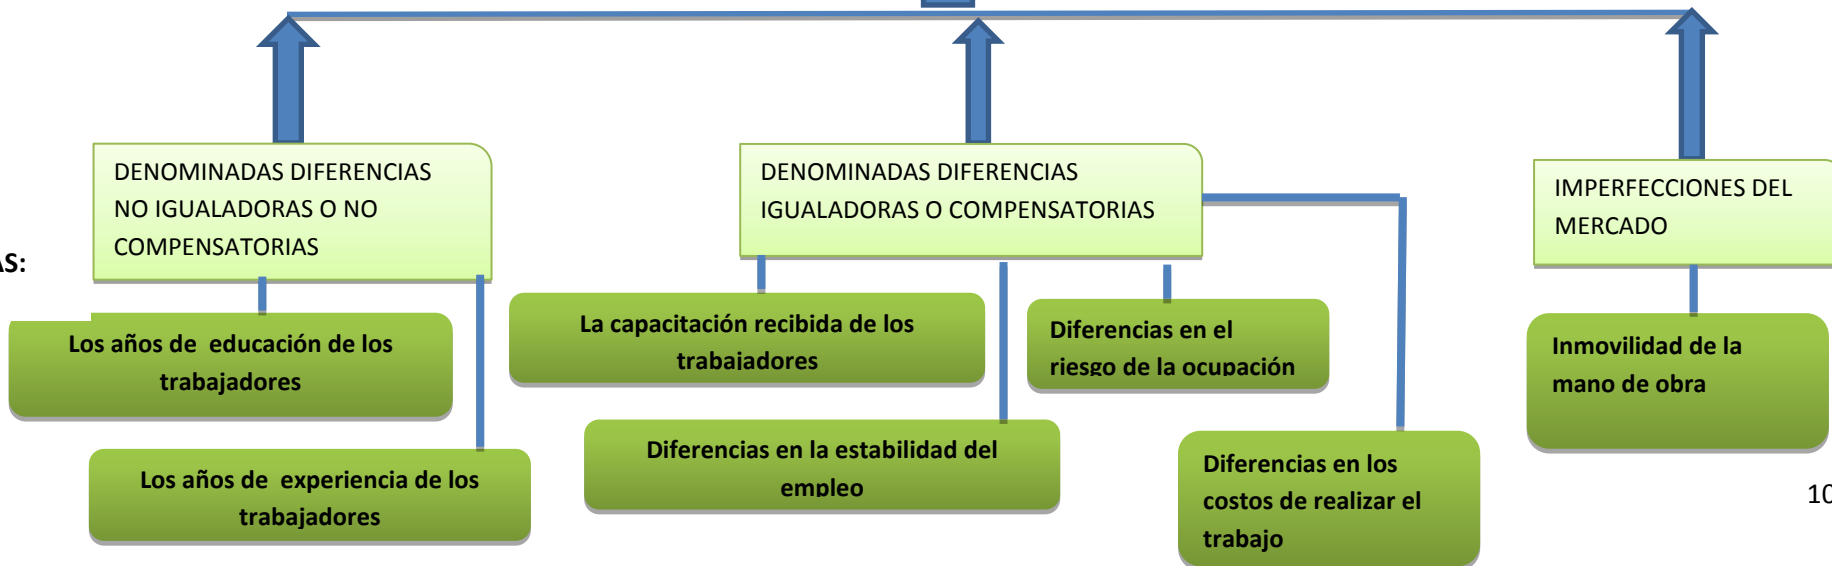 DENOMINADAS DIFERENCIAS
NO IGUALADORAS O NO
COMPENSATORIAS
DENOMINADAS DIFERENCIAS
IGUALADORAS O COMPENSATORIAS
IMPERFECCIONES DEL
MERCADO
AS:
Los años de  educación de los
trabajadores
La capacitación recibida de los
trabajadores
Diferencias en el
riesgo de la ocupación
Inmovilidad de la
mano de obra
Los años de  experiencia de los
trabajadores
Diferencias en la estabilidad del
empleo
Diferencias en los
costos de realizar el
trabajo
10